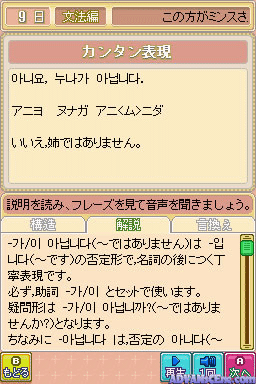 9 日 文法編 この方がミンスさ
カンタン表現
아니요, 누나가 아닙니다.
アニヨ ヌナガ アニ<ム>ニダ
いいえ,姉ではありません。
説明を読み、フレーズを見て音声を聞きましょう。
構造 解説 言換え
-가/이 아닙니다(〜ではありません)は -입
니다(〜です)の否定形で,名詞の後につく丁
寧表現です。
必ず,助詞 -가/이 とセットで使います。
疑問形は -가/이 아닙니까?(〜ではありま
せんか?)となります。
ちなみに -아닙니다 は,否定の 아니다(〜
B もどる 再生 1回 A 次へ